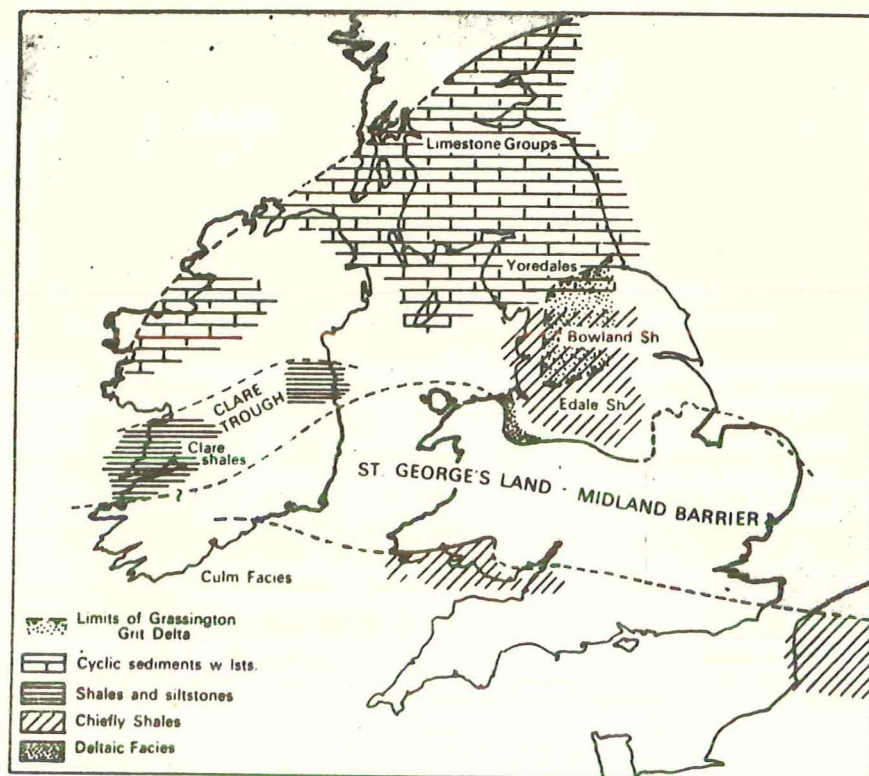 Limestone Groups
Yoredales
Bowland Sh
Edale Sh
CLARE
TROUGH
Clare
shales
?
ST. GEORGE'S LAND - MIDLAND BARRIER
Culm Facies
Limits of Grassington
Grit Delta
Cyclic sediments w lsts.
Shales and siltstones
Chiefly Shales
Deltaic Facies